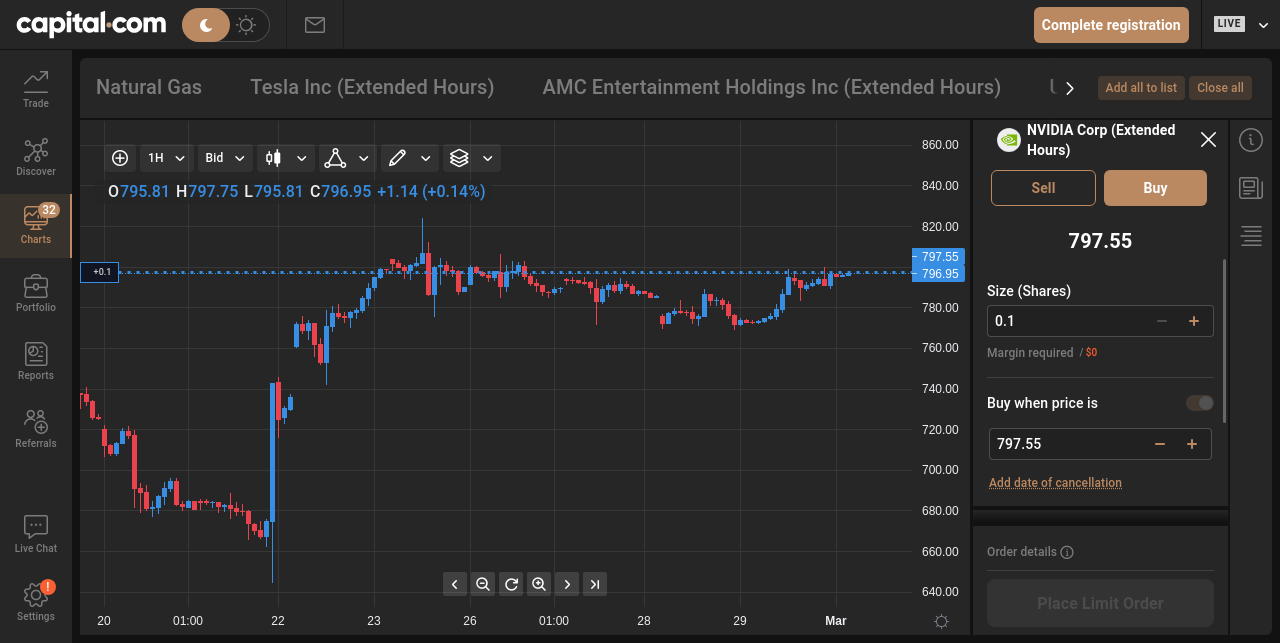 capital.com
Complete registration
LIVE
Natural Gas
Tesla Inc (Extended Hours)
AMC Entertainment Holdings Inc (Extended Hours)
Add all to list
Close all
Trade
Discover
32
Charts
Portfolio
Reports
Referrals
Live Chat
!
Settings
1H
Bid
O795.81 H797.75 L795.81 C796.95 +1.14 (+0.14%)
+0.1
860.00
840.00
820.00
797.55
796.95
780.00
760.00
740.00
720.00
700.00
680.00
660.00
640.00
20
01:00
22
23
26
01:00
28
29
Mar
NVIDIA Corp (Extended
Hours)
Sell
Buy
797.55
Size (Shares)
0.1
Margin required / $0
Buy when price is
797.55
Add date of cancellation
Order details
Place Limit Order